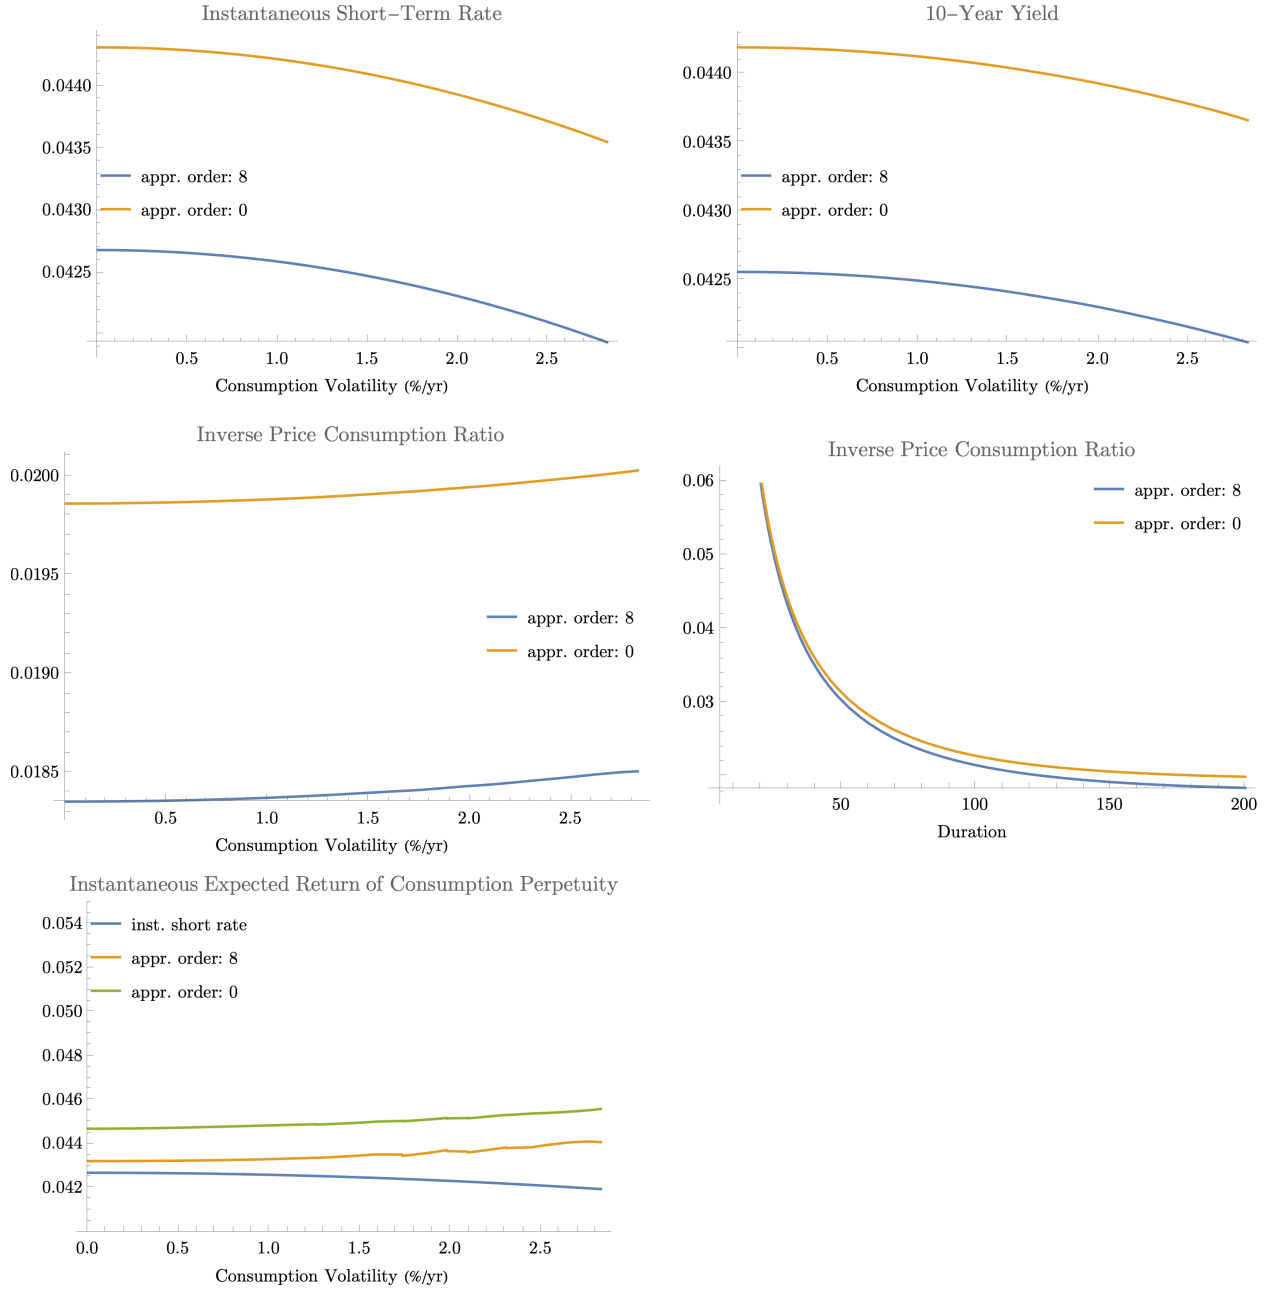 Instantaneous Short–Term Rate
0.0440
0.0435
appr. order: 8
appr. order: 0
0.0430
0.0425
0.5 1.0 1.5 2.0 2.5
Consumption Volatility (%/yr)
10–Year Yield
0.0440
0.0435
appr. order: 8
appr. order: 0
0.0430
0.0425
0.5 1.0 1.5 2.0 2.5
Consumption Volatility (%/yr)
Inverse Price Consumption Ratio
0.0200
0.0195
appr. order: 8
appr. order: 0
0.0190
0.0185
0.5 1.0 1.5 2.0 2.5
Consumption Volatility (%/yr)
Inverse Price Consumption Ratio
0.06
appr. order: 8
appr. order: 0
0.05
0.04
0.03
50 100 150 200
Duration
Instantaneous Expected Return of Consumption Perpetuity
0.054
inst. short rate
appr. order: 8
appr. order: 0
0.052
0.050
0.048
0.046
0.044
0.042
0.0 0.5 1.0 1.5 2.0 2.5
Consumption Volatility (%/yr)